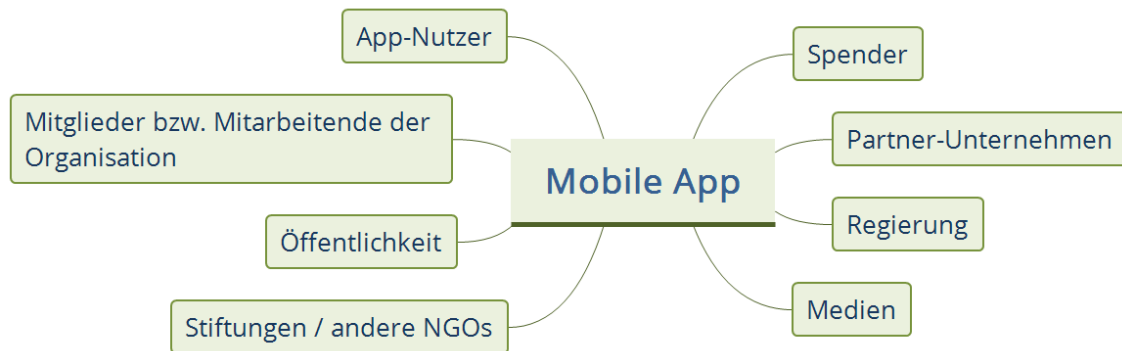 App-Nutzer
Spender
Mitglieder bzw. Mitarbeitende der
Organisation
Partner-Unternehmen
Mobile App
Regierung
Öffentlichkeit
Medien
Stiftungen / andere NGOs